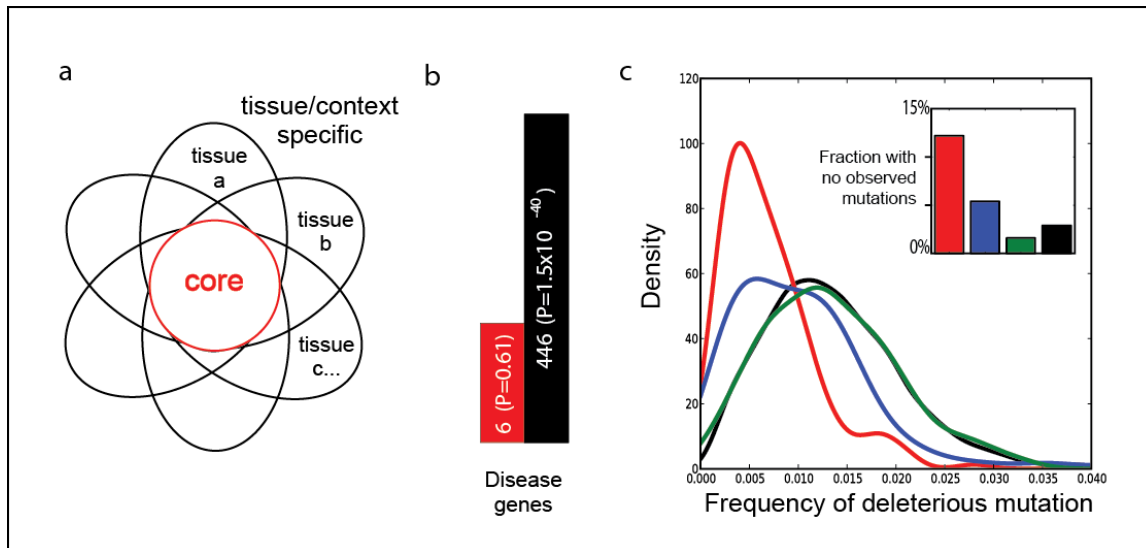 a
tissue/context
specific
tissue
a
tissue
b
core
tissue
c...
b
6 (P=0.61)
446 (P=1.5x10 -40)
Disease
genes
c
120
100
80
60
40
20
0
Density
0.000 0.005 0.010 0.015 0.020 0.025 0.030 0.035 0.040
Frequency of deleterious mutation
15%
Fraction with
no observed
mutations
0%